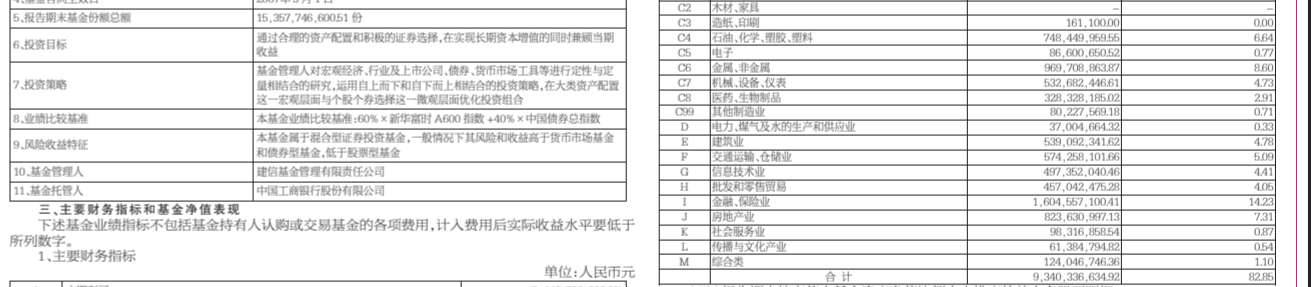 5、报告期末基金份额总额 15,357,746,600.51 份
6、投资目标 通过合理的资产配置和积极的证券选择,在实现长期资本增值的同时兼顾当期
收益
7、投资策略 基金管理人对宏观经济、行业及上市公司、债券、货币市场工具等进行定性与定
量相结合的研究,运用自上而下和自下而上相结合的投资策略,在大类资产配置
这一宏观层面与个股个券选择这一微观层面优化投资组合
8、业绩比较基准 本基金业绩比较基准:60%×新华富时 A600 指数 +40%×中国债券总指数
9、风险收益特征 本基金属于混合型证券投资基金,一般情况下其风险和收益高于货币市场基金
和债券型基金,低于股票型基金
10、基金管理人 建信基金管理有限责任公司
11、基金托管人 中国工商银行股份有限公司
三、主要财务指标和基金净值表现
下述基金业绩指标不包括基金持有人认购或交易基金的各项费用,计入费用后实际收益水平要低于
所列数字。
1、主要财务指标
单位:人民币元
C2 木材、家具 – –
C3 造纸、印刷 161,100.00 0.00
C4 石油、化学、塑胶、塑料 748,449,959.55 6.64
C5 电子 86,600,650.52 0.77
C6 金属、非金属 969,708,863.87 8.60
C7 机械、设备、仪表 532,682,446.61 4.73
C8 医药、生物制品 328,328,185.02 2.91
C99 其他制造业 80,227,569.18 0.71
D 电力、煤气及水的生产和供应业 37,004,664.32 0.33
E 建筑业 539,092,341.62 4.78
F 交通运输、仓储业 574,258,101.66 5.09
G 信息技术业 497,352,040.46 4.41
H 批发和零售贸易 457,042,475.28 4.05
I 金融、保险业 1,604,557,100.41 14.23
J 房地产业 823,630,997.13 7.31
K 社会服务业 98,316,858.54 0.87
L 传播与文化产业 61,384,794.82 0.54
M 综合类 124,046,746.36 1.10
合 计 9,340,336,634.92 82.85